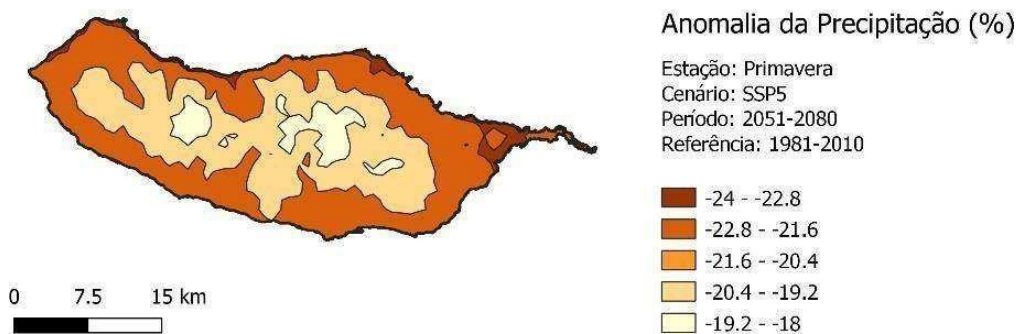 Anomalia da Precipitação (%)
Estação: Primavera
Cenário: SSP5
Período: 2051-2080
Referência: 1981-2010
-24 - -22.8
-22.8 - -21.6
-21.6 - -20.4
-20.4 - -19.2
-19.2 - -18
0 7.5 15 km